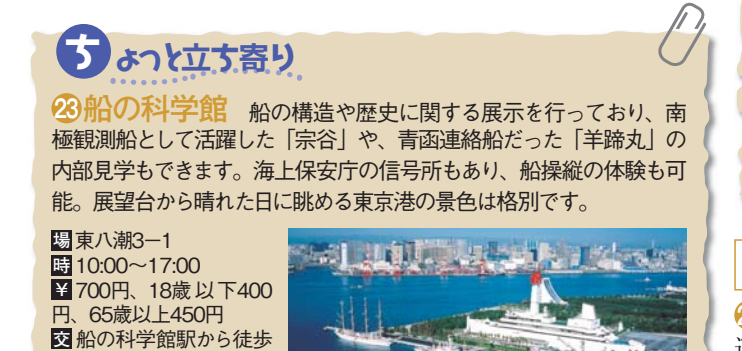 ちょっと立ち寄り
㉓船の科学館 船の構造や歴史に関する展示を行っており、南
極観測船として活躍した「宗谷」や、青函連絡船だった「羊蹄丸」の
内部見学もできます。海上保安庁の信号所もあり、船操縦の体験も可
能。展望台から晴れた日に眺める東京港の景色は格別です。
場 東八潮3−1
時 10:00〜17:00
¥ 700円、18歳以下400
円、65歳以上450円
交 船の科学館駅から徒歩